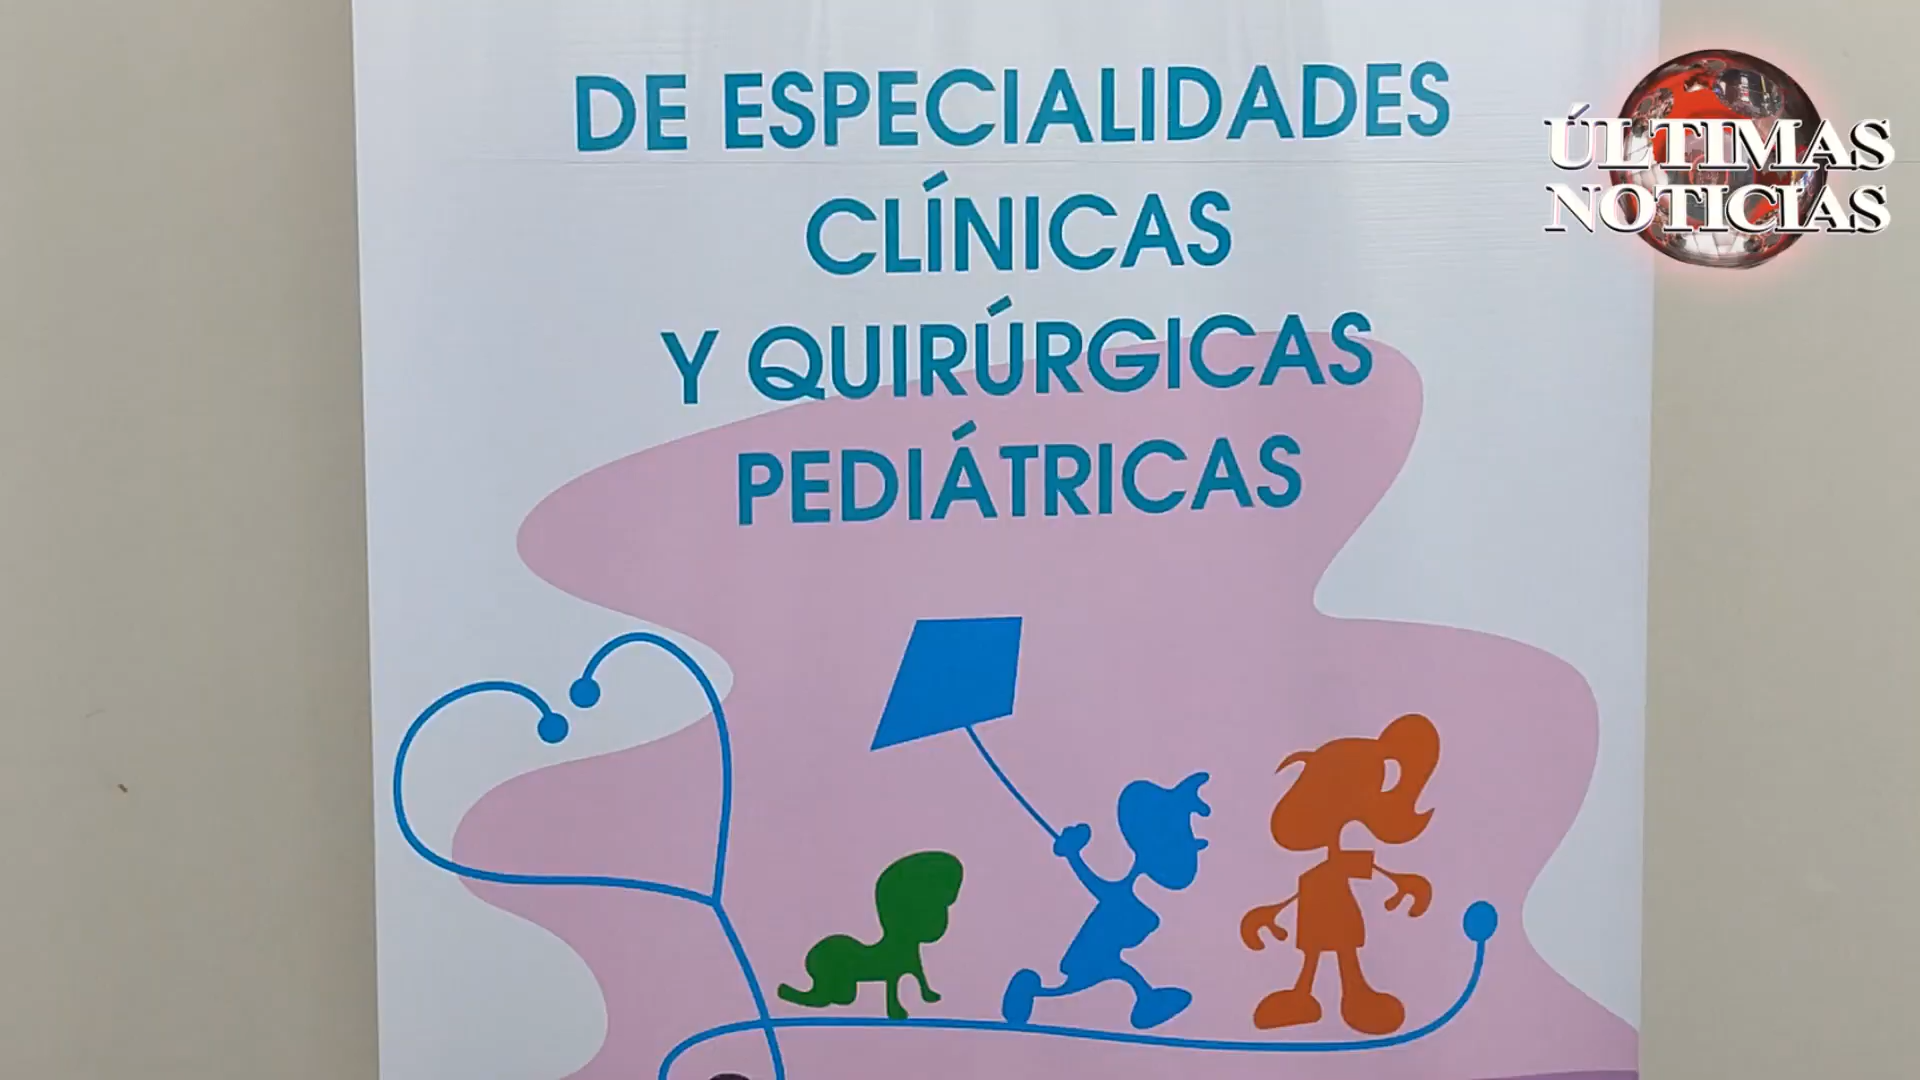 DE ESPECIALIDADES
CLÍNICAS
Y QUIRÚRGICAS
PEDIÁTRICAS
ÚLTIMAS
NOTICIAS